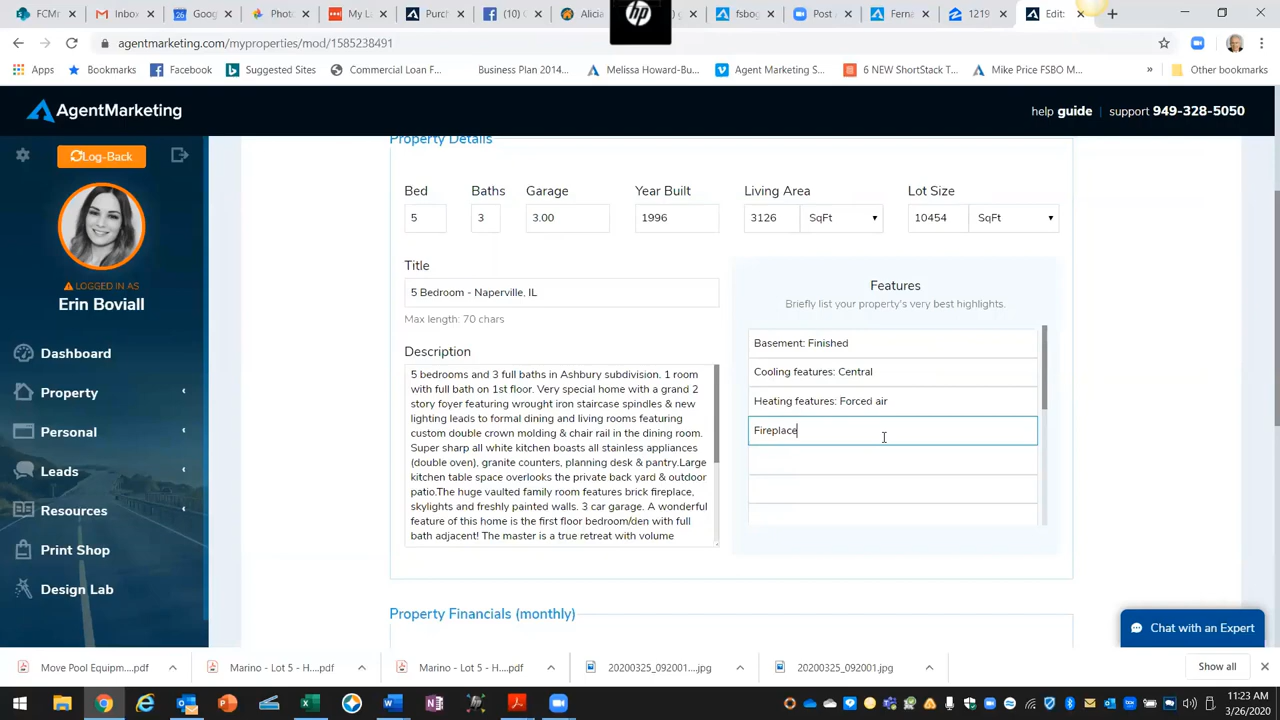 AgentM
Goog
Photos
My L
Purch
(10) F
Alicia
g
fsbog
Post
Ferne
1219
Edit:
agentmarketing.com/myproperties/mod/1585238491
Apps
Bookmarks
Facebook
Suggested Sites
Commercial Loan F...
Business Plan 2014...
Melissa Howard-Bu...
Agent Marketing S...
6 NEW ShortStack T...
Mike Price FSBO M...
»
Other bookmarks
AgentMarketing
help guide | support 949-328-5050
Log-Back
LOGGED IN AS
Erin Boviall
Dashboard
Property
Personal
Leads
Resources
Print Shop
Design Lab
Property Details
Bed Baths Garage Year Built Living Area Lot Size
5 3 3.00 1996 3126 SqFt 10454 SqFt
Title
5 Bedroom - Naperville, IL
Max length: 70 chars
Description
5 bedrooms and 3 full baths in Ashbury subdivision. 1 room
with full bath on 1st floor. Very special home with a grand 2
story foyer featuring wrought iron staircase spindles & new
lighting leads to formal dining and living rooms featuring
custom double crown molding & chair rail in the dining room.
Super sharp all white kitchen boasts all stainless appliances
(double oven), granite counters, planning desk & pantry.Large
kitchen table space overlooks the private back yard & outdoor
patio.The huge vaulted family room features brick fireplace,
skylights and freshly painted walls. 3 car garage. A wonderful
feature of this home is the first floor bedroom/den with full
bath adjacent! The master is a true retreat with volume
Features
Briefly list your property's very best highlights.
Basement: Finished
Cooling features: Central
Heating features: Forced air
Fireplace
Property Financials (monthly)
Chat with an Expert
Move Pool Equipm....pdf
Marino - Lot 5 - H....pdf
Marino - Lot 5 - H....pdf
20200325_092001....jpg
20200325_092001.jpg
Show all
11:23 AM
3/26/2020